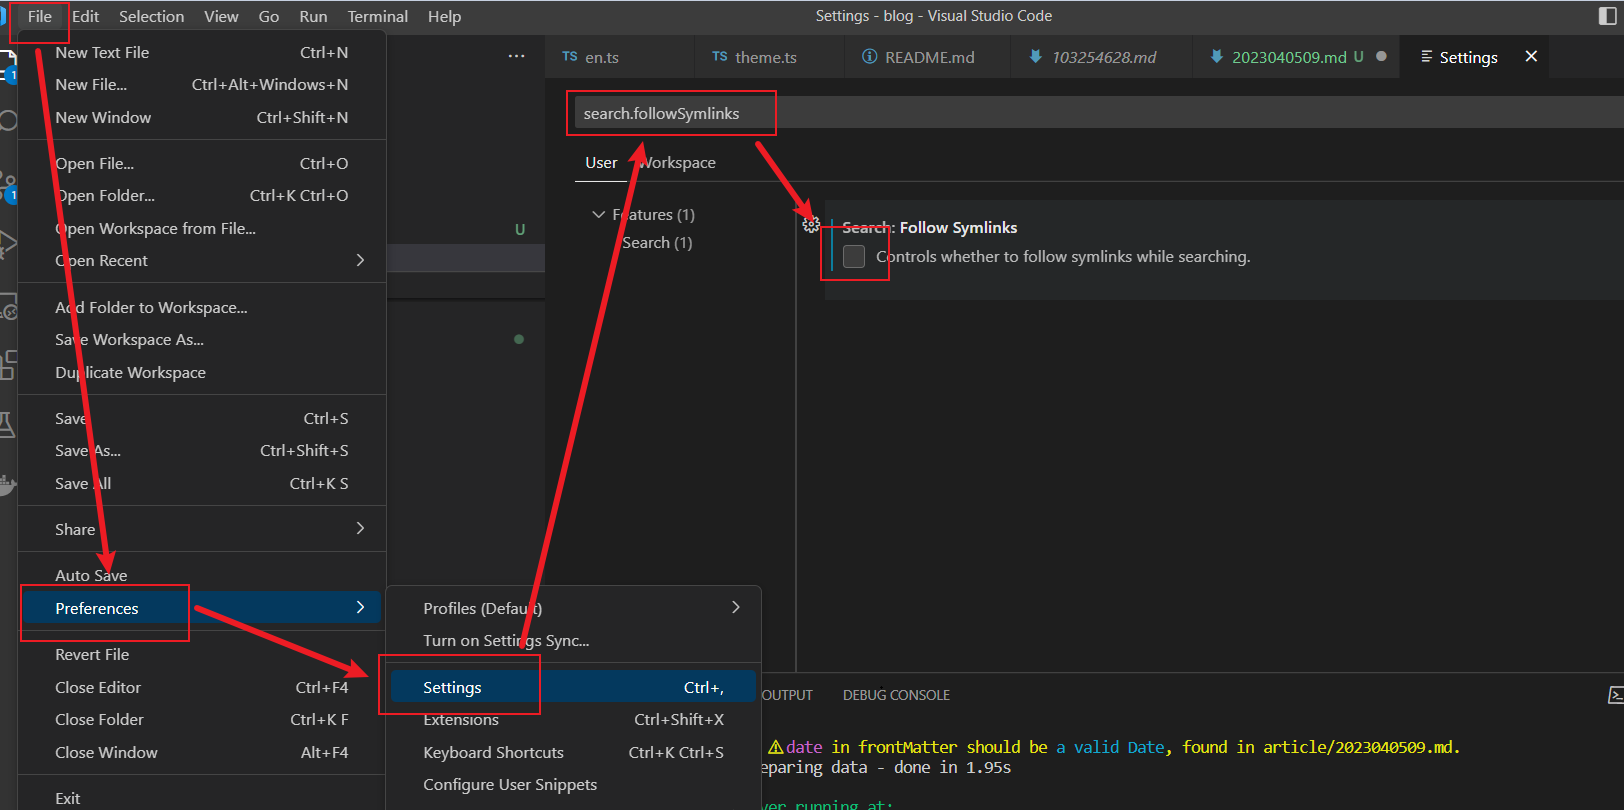 File Edit Selection View Go Run Terminal Help
Settings - blog - Visual Studio Code
New Text File Ctrl+N
New File... Ctrl+Alt+Windows+N
New Window Ctrl+Shift+N
Open File... Ctrl+O
Open Folder... Ctrl+K Ctrl+O
Open Workspace from File...
Open Recent
Add Folder to Workspace...
Save Workspace As...
Duplicate Workspace
Save Ctrl+S
Save As... Ctrl+Shift+S
Save All Ctrl+K S
Share
Auto Save
Preferences
Revert File
Close Editor Ctrl+F4
Close Folder Ctrl+K F
Close Window Alt+F4
Exit
1
1
U
Profiles (Default)
Turn on Settings Sync...
Settings Ctrl+,
Extensions Ctrl+Shift+X
Keyboard Shortcuts Ctrl+K Ctrl+S
Configure User Snippets
TS en.ts
TS theme.ts
README.md
103254628.md
2023040509.md U
Settings
search.followSymlinks
User Workspace
Features (1)
Search (1)
Search: Follow Symlinks
Controls whether to follow symlinks while searching.
OUTPUT DEBUG CONSOLE
⚠date in frontMatter should be a valid Date, found in article/2023040509.md.
eparing data - done in 1.95s
ver running at: